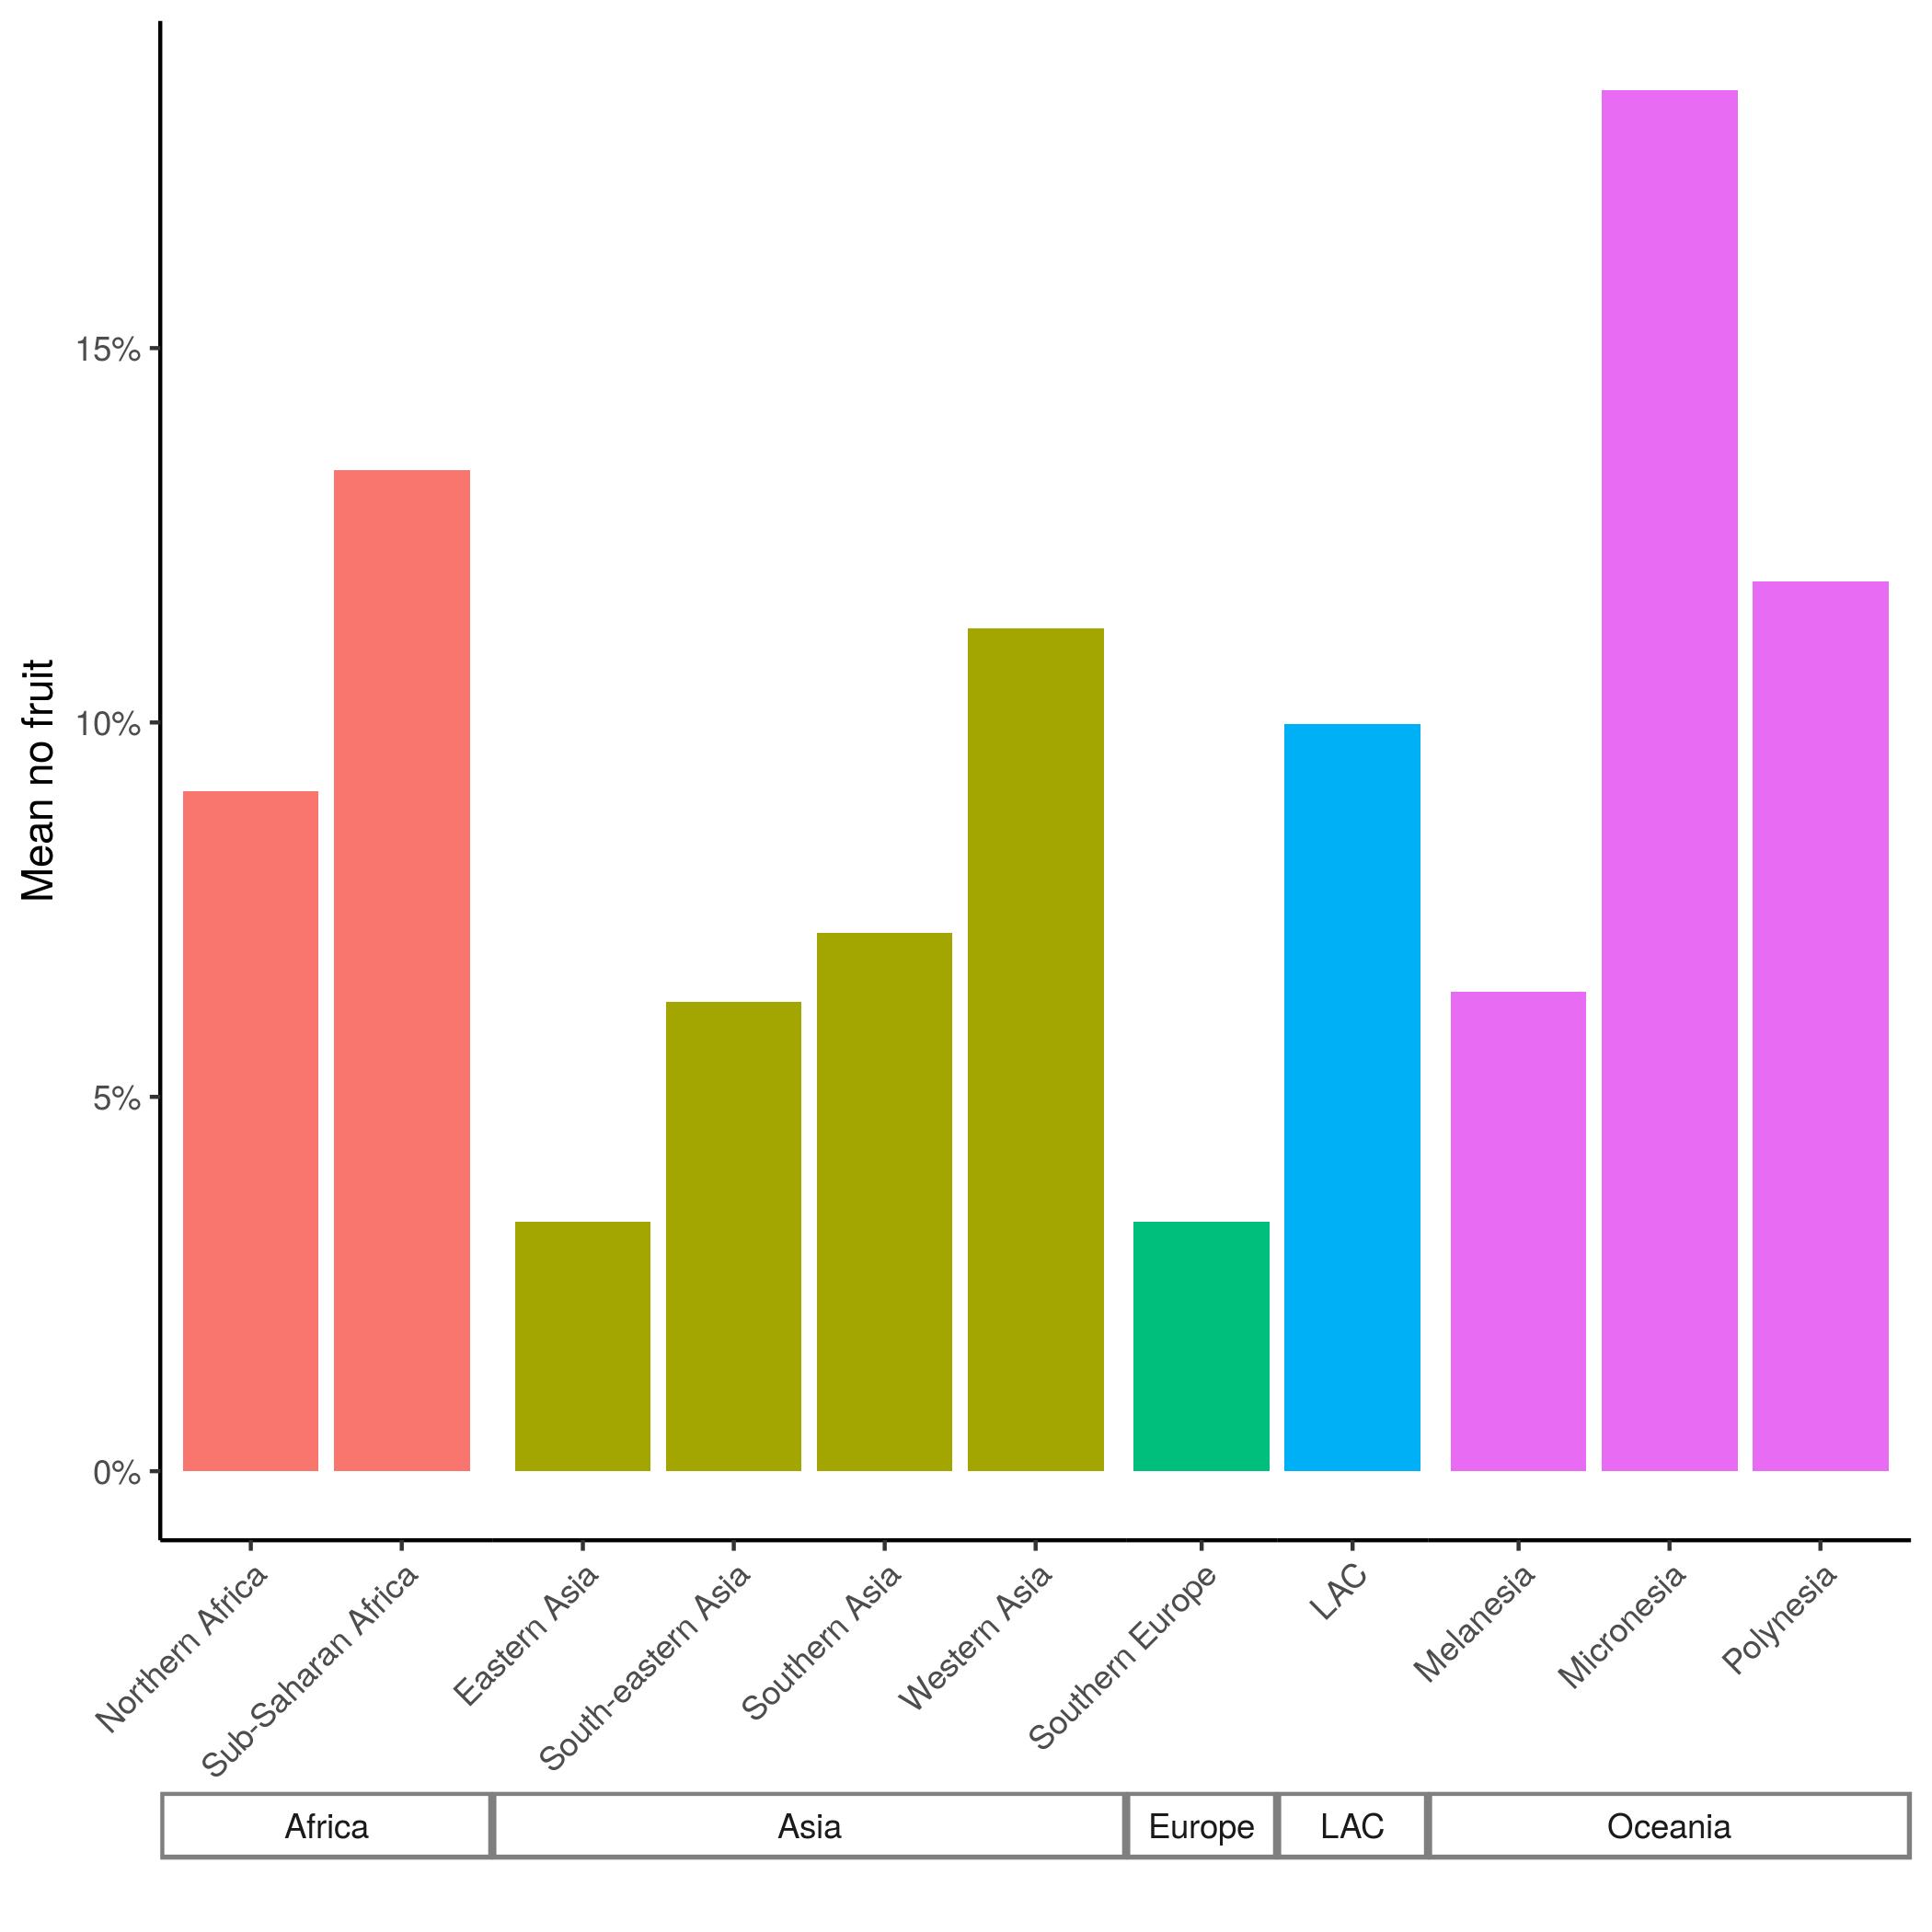 Mean no fruit
15%
10%
5%
0%
Northern Africa
Sub-Saharan Africa
Eastern Asia
South-eastern Asia
Southern Asia
Western Asia
Southern Europe
LAC
Melanesia
Micronesia
Polynesia
Africa
Asia
Europe
LAC
Oceania